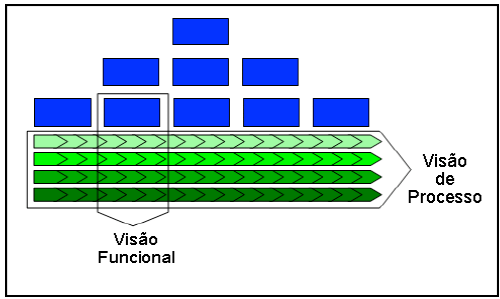 Visão
de
Processo
Visão
Funcional